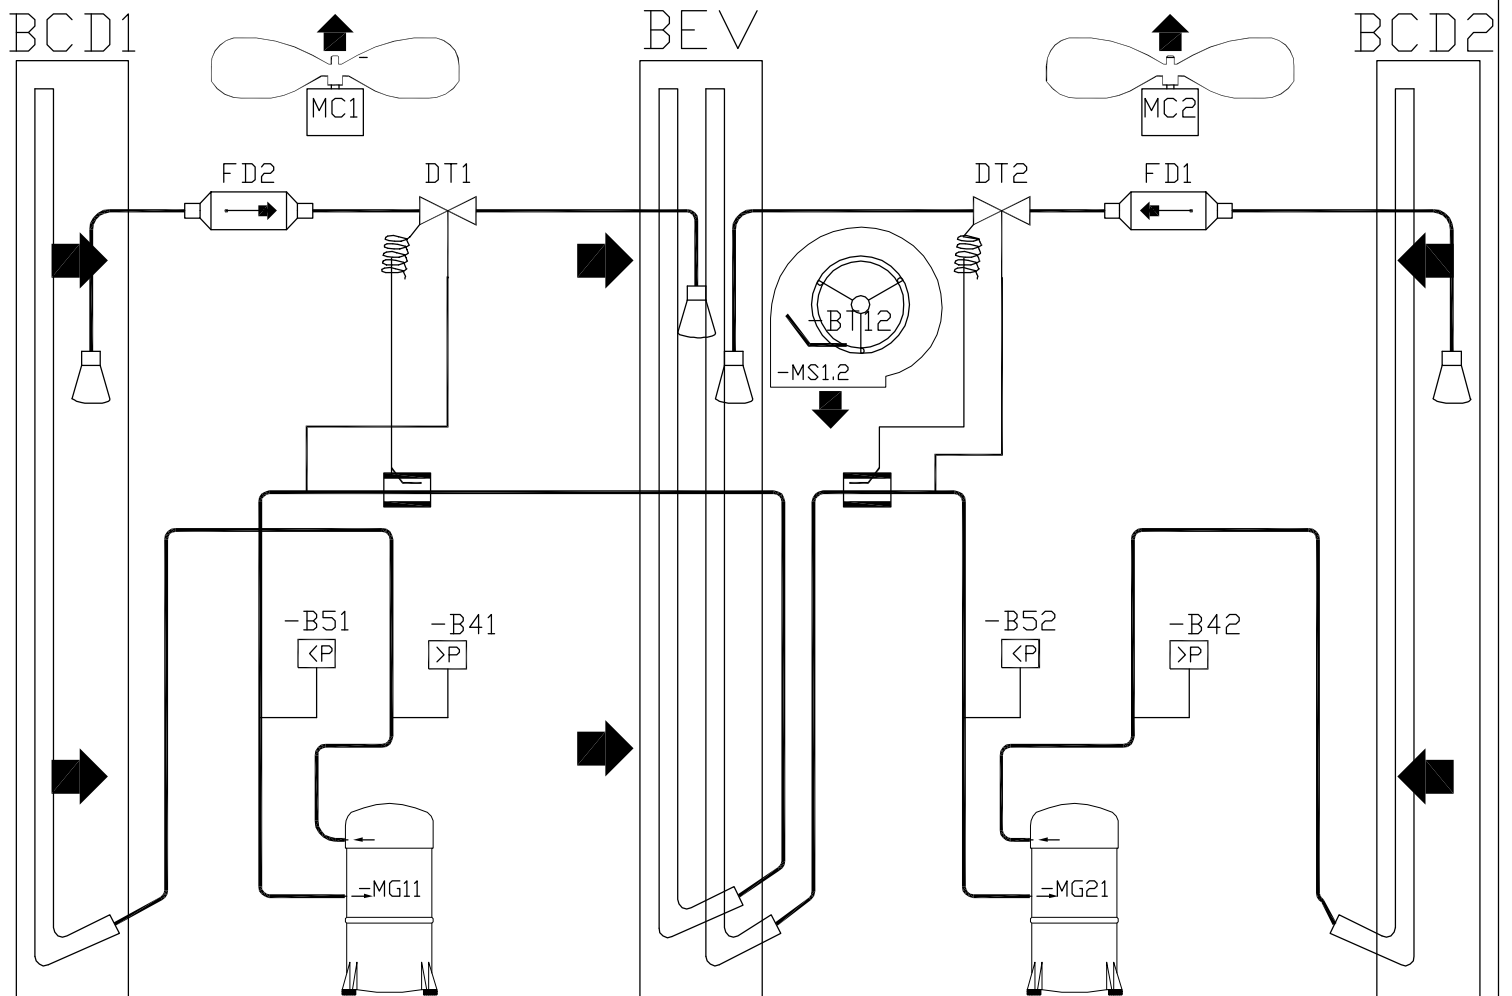 BCD1
BEV
BCD2
MC1
MC2
FD2
DT1
DT2
FD1
-BT12
-MS1.2
-B51
-B41
-B52
-B42
<P
>P
<P
>P
-MG11
-MG21